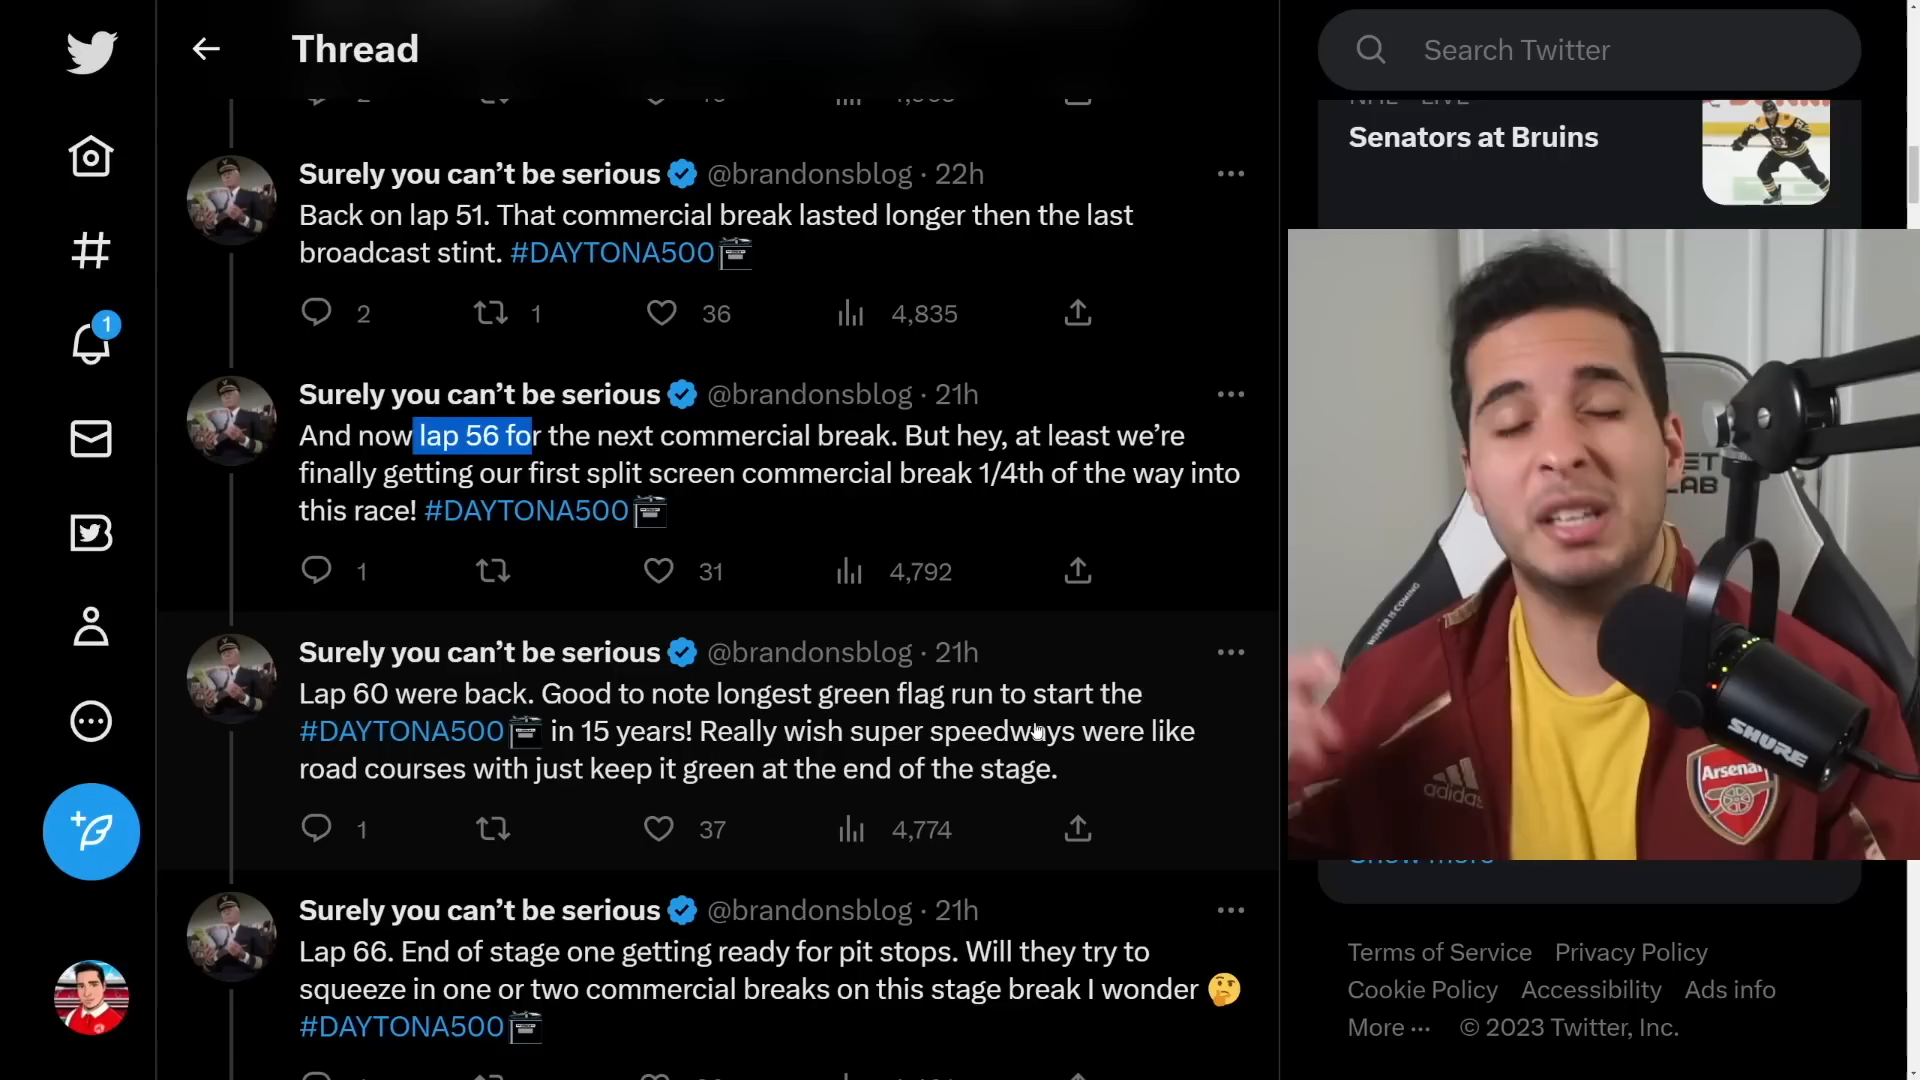 Thread
Search Twitter
Senators at Bruins
Surely you can’t be serious @brandonsblog · 22h
Back on lap 51. That commercial break lasted longer then the last
broadcast stint. #DAYTONA500
2 1 36 4,835
Surely you can’t be serious @brandonsblog · 21h
And now lap 56 for the next commercial break. But hey, at least we’re
finally getting our first split screen commercial break 1/4th of the way into
this race! #DAYTONA500
1 31 4,792
Surely you can’t be serious @brandonsblog · 21h
Lap 60 were back. Good to note longest green flag run to start the
#DAYTONA500 in 15 years! Really wish super speedways were like
road courses with just keep it green at the end of the stage.
1 37 4,774
Surely you can’t be serious @brandonsblog · 21h
Lap 66. End of stage one getting ready for pit stops. Will they try to
squeeze in one or two commercial breaks on this stage break I wonder 🤔
#DAYTONA500
1
WINTER IS COMING
LAB
SHURE
adidas
Arsenal
Terms of Service Privacy Policy
Cookie Policy Accessibility Ads info
More ··· © 2023 Twitter, Inc.